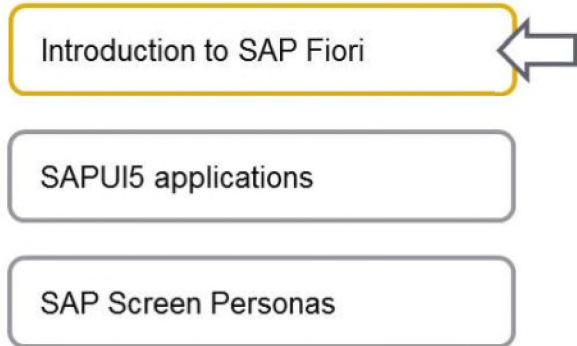 Introduction to SAP Fiori
SAPUI5 applications
SAP Screen Personas